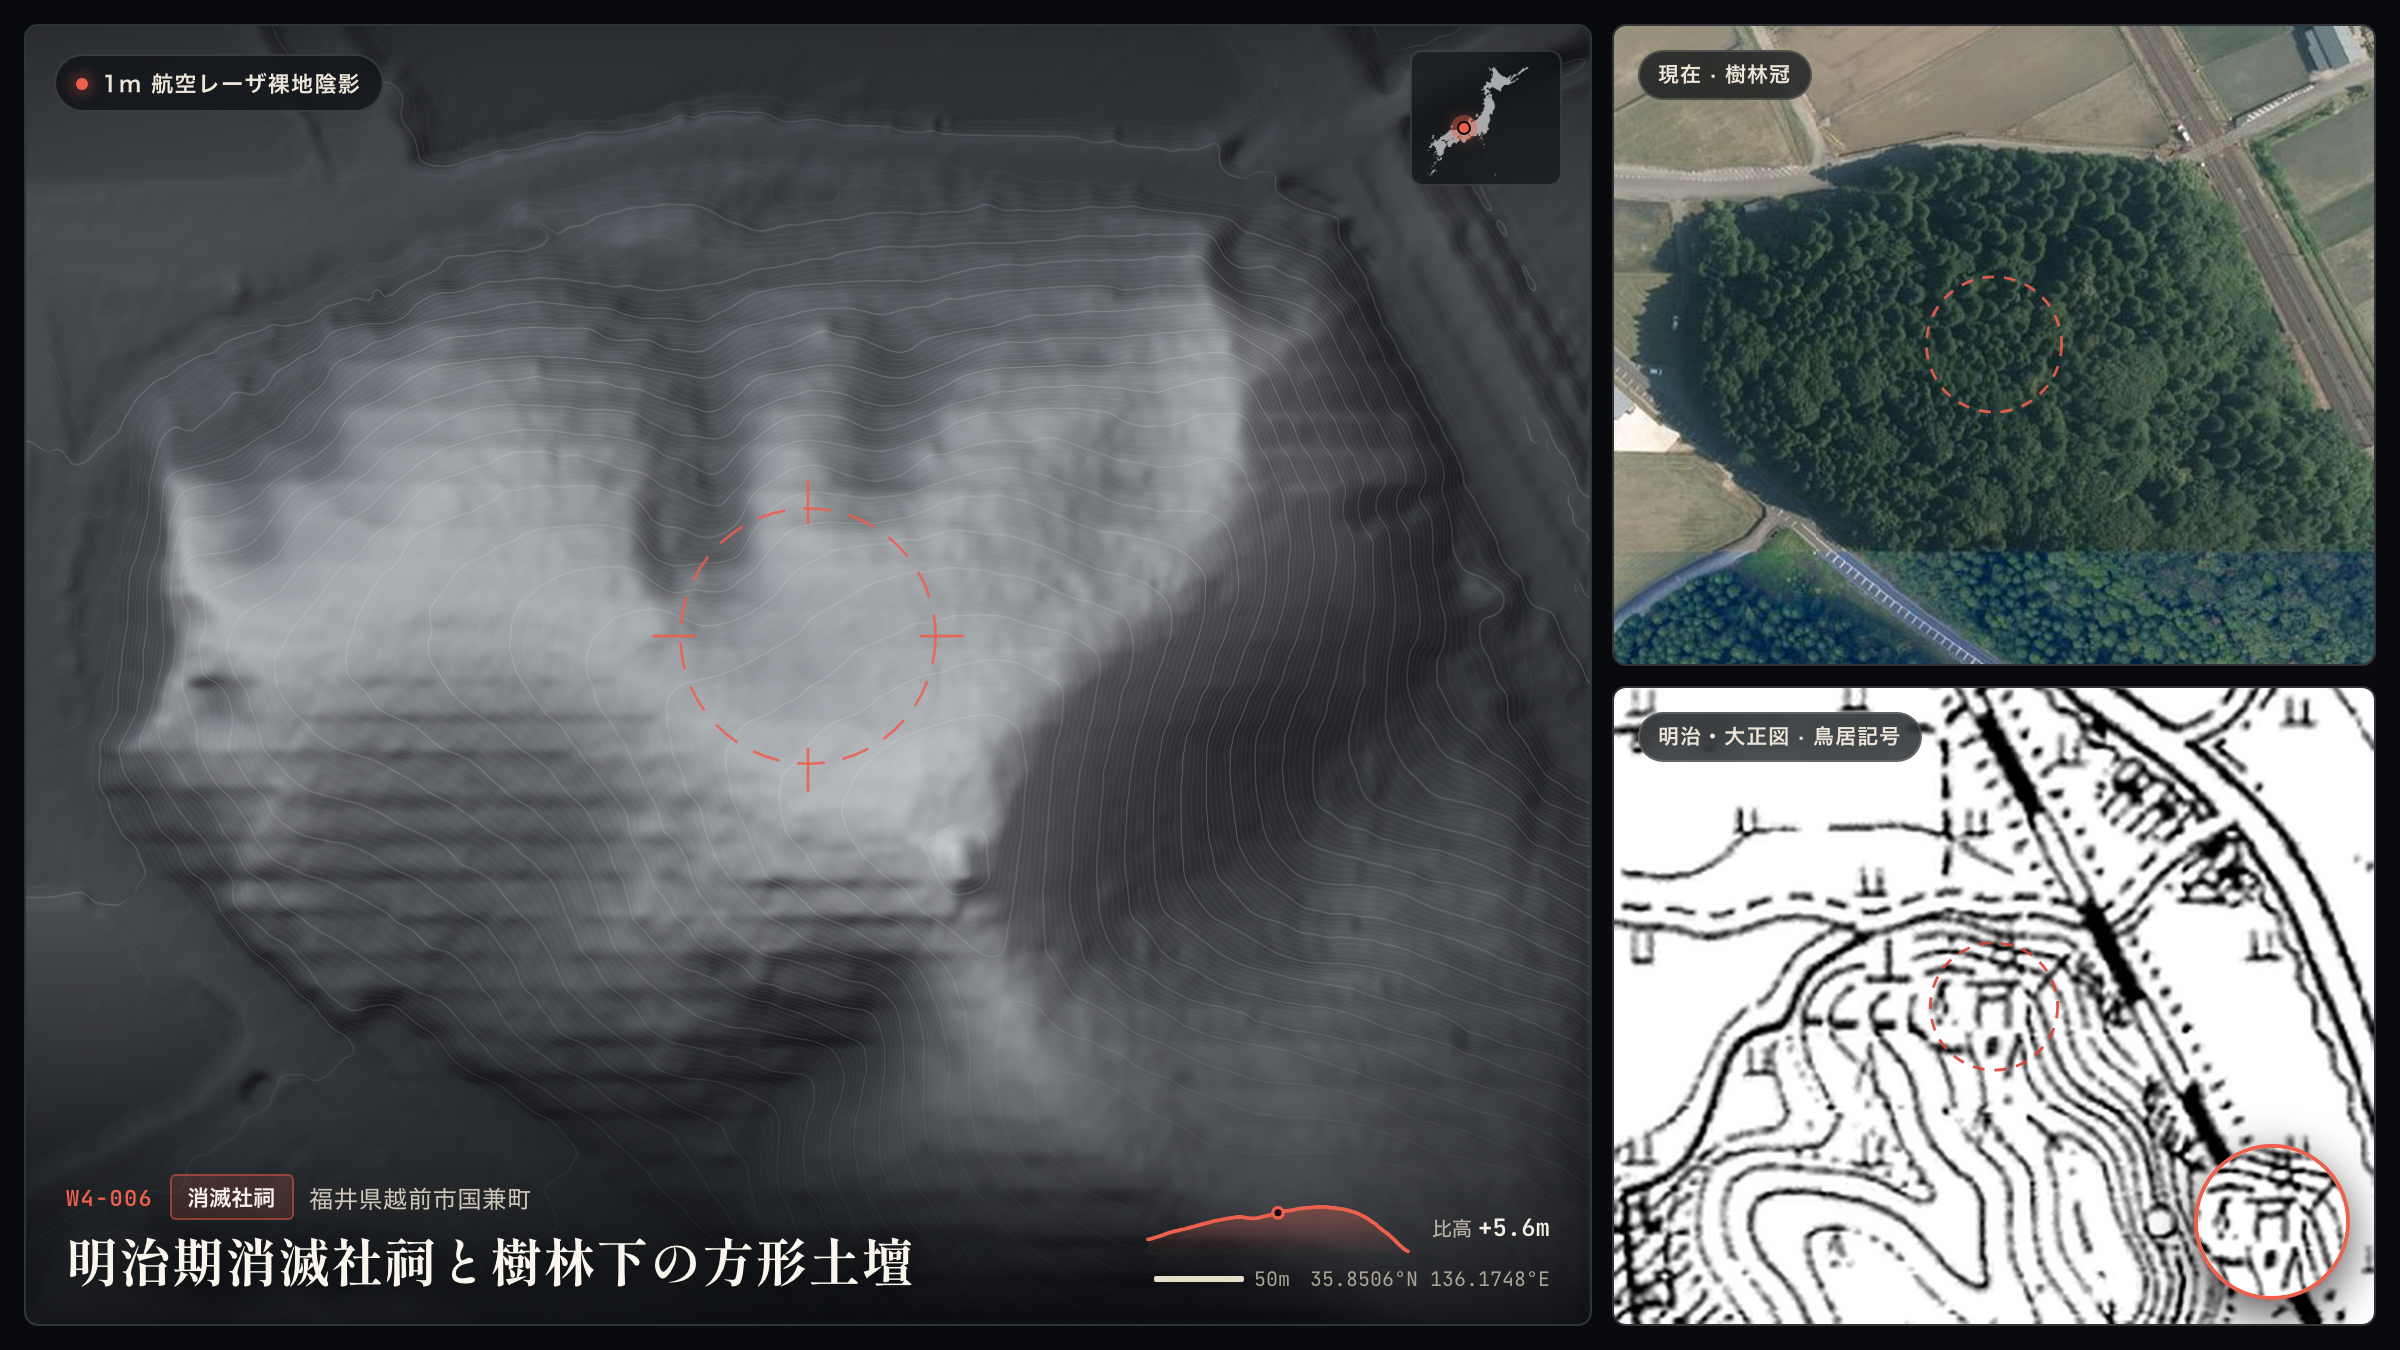 1m 航空レーザ裸地陰影
W4-006 消滅社祠 福井県越前市国兼町
明治期消滅社祠と樹林下の方形土壇
比高 +5.6m
50m 35.8506°N 136.1748°E
現在 · 樹林冠
明治・大正図 · 鳥居記号